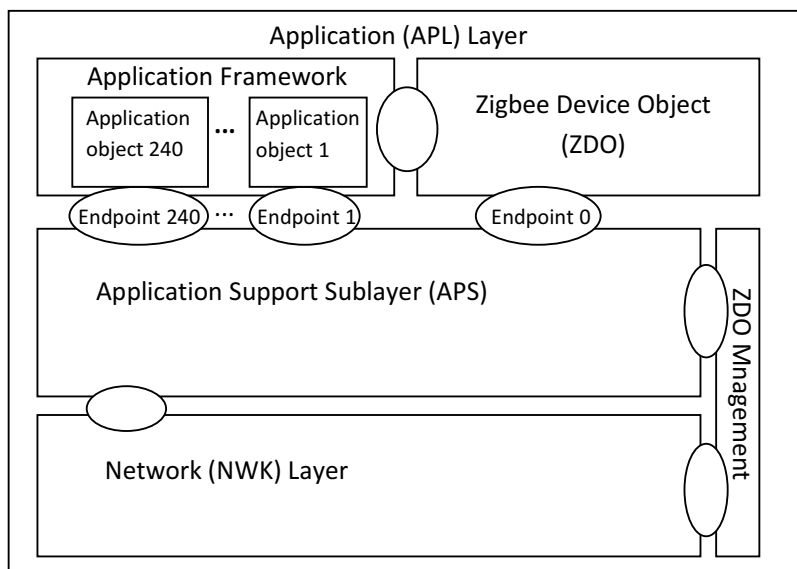 Application (APL) Layer
Application Framework
Application
object 240
...
Application
object 1
Zigbee Device Object
(ZDO)
Endpoint 240
...
Endpoint 1
Endpoint 0
Application Support Sublayer (APS)
ZDO Mnagement
Network (NWK) Layer